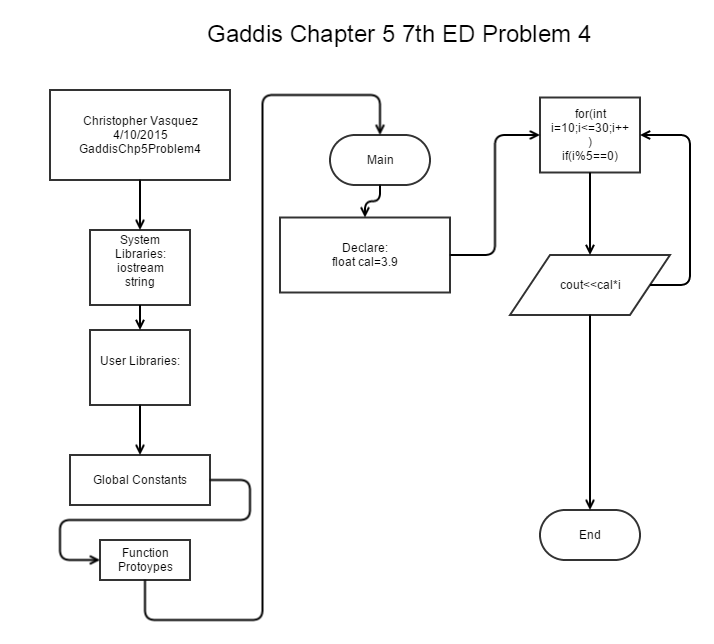 Gaddis Chapter 5 7th ED Problem 4
Christopher Vasquez
4/10/2015
GaddisChp5Problem4
System
Libraries:
iostream
string
User Libraries:
Global Constants
Function
Protoypes
Main
Declare:
float cal=3.9
for(int
i=10;i<=30;i++
)
if(i%5==0)
cout<<cal*i
End